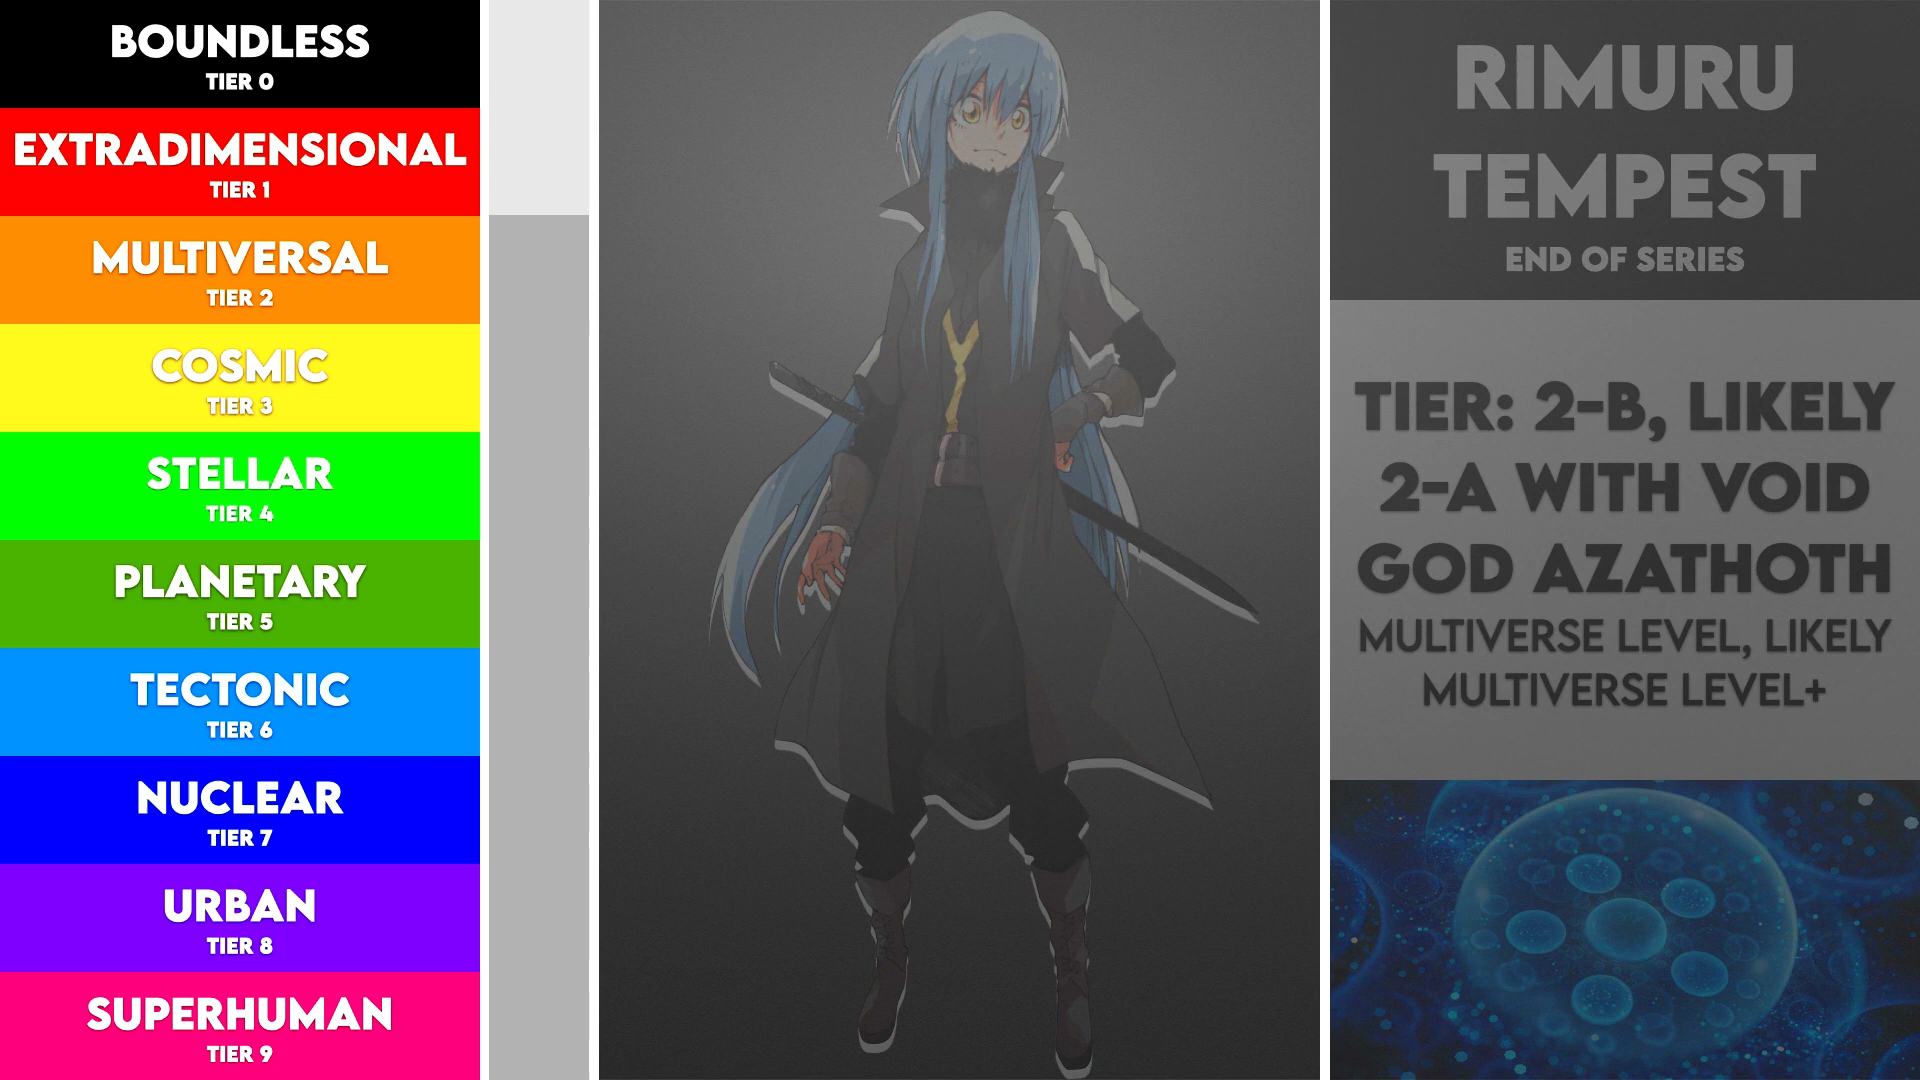 BOUNDLESS
TIER 0
EXTRADIMENSIONAL
TIER 1
MULTIVERSAL
TIER 2
COSMIC
TIER 3
STELLAR
TIER 4
PLANETARY
TIER 5
TECTONIC
TIER 6
NUCLEAR
TIER 7
URBAN
TIER 8
SUPERHUMAN
TIER 9
RIMURU
TEMPEST
END OF SERIES
TIER: 2-B, LIKELY
2-A WITH VOID
GOD AZATHOTH
MULTIVERSE LEVEL, LIKELY
MULTIVERSE LEVEL+